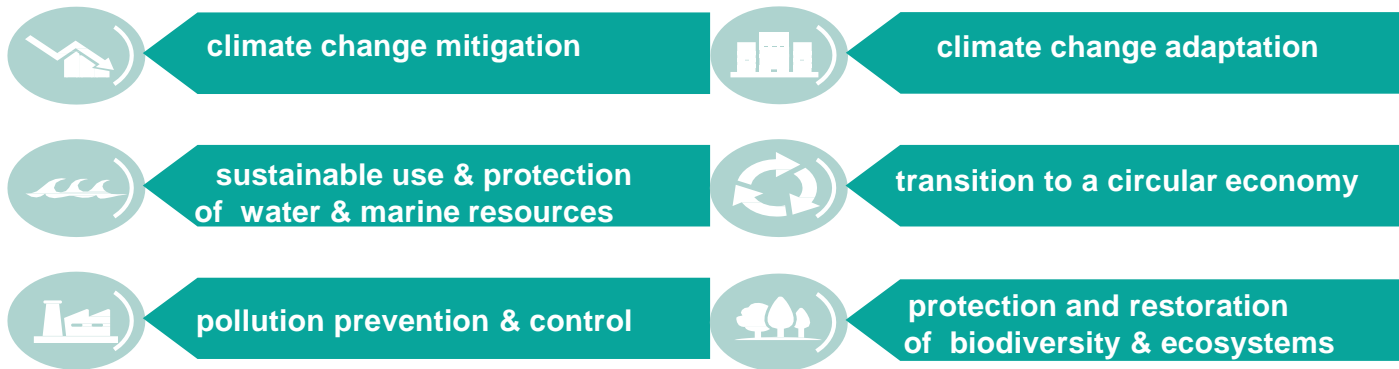 climate change mitigation
climate change adaptation
sustainable use & protection
of water & marine resources
transition to a circular economy
pollution prevention & control
protection and restoration
of biodiversity & ecosystems